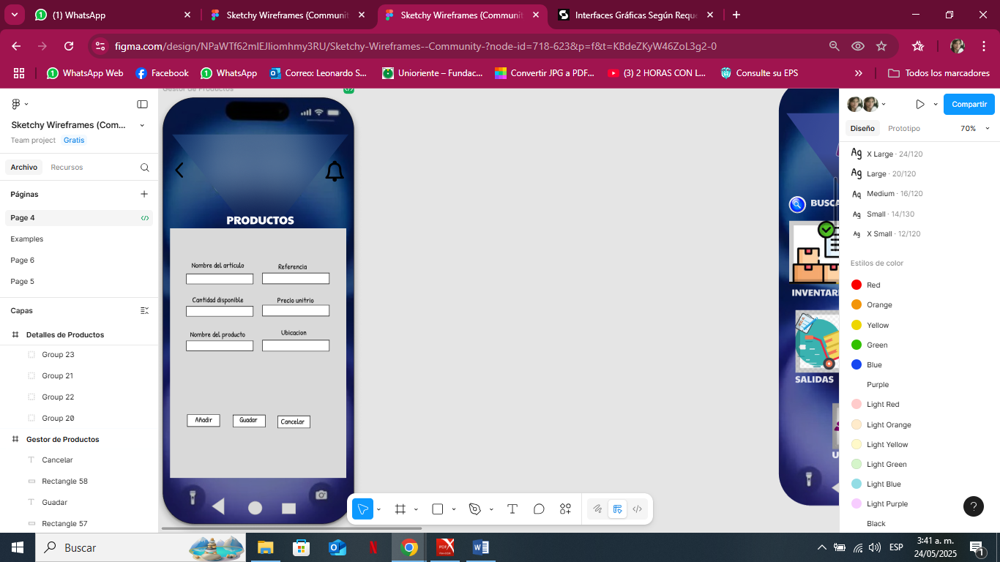 (1) WhatsApp
Sketchy Wireframes (Communit
Sketchy Wireframes (Communit
Interfaces Gráficas Según Reque
figma.com/design/NPaWTf62mIEJIiomhmy3RU/Sketchy-Wireframes--Community-?node-id=718-623&p=f&t=KBdeZKyW46ZoL3g2-0
WhatsApp Web
Facebook
WhatsApp
Correo: Leonardo S...
Unioriente – Fundac...
Convertir JPG a PDF...
(3) 2 HORAS CON L...
Consulte su EPS
Todos los marcadores
Sketchy Wireframes (Com...
Team project
Gratis
Archivo
Recursos
Páginas
Page 4
Examples
Page 6
Page 5
Capas
Detalles de Productos
Group 23
Group 21
Group 22
Group 20
Gestor de Productos
Cancelar
Rectangle 58
Guadar
Rectangle 57
Gestor de Productos
PRODUCTOS
Nombre del artículo
Referencia
Cantidad disponible
Precio unitrio
Nombre del producto
Ubicacion
Añadir
Guadar
Cancelar
BUSCA
INVENTAR
SALIDAS
U
Compartir
Diseño
Prototipo
70%
Ag X Large · 24/120
Ag Large · 20/120
Ag Medium · 16/120
Ag Small · 14/130
Ag X Small · 12/120
Estilos de color
Red
Orange
Yellow
Green
Blue
Purple
Light Red
Light Orange
Light Yellow
Light Green
Light Blue
Light Purple
Black
Buscar
ESP
3:41 a. m.
24/05/2025
1